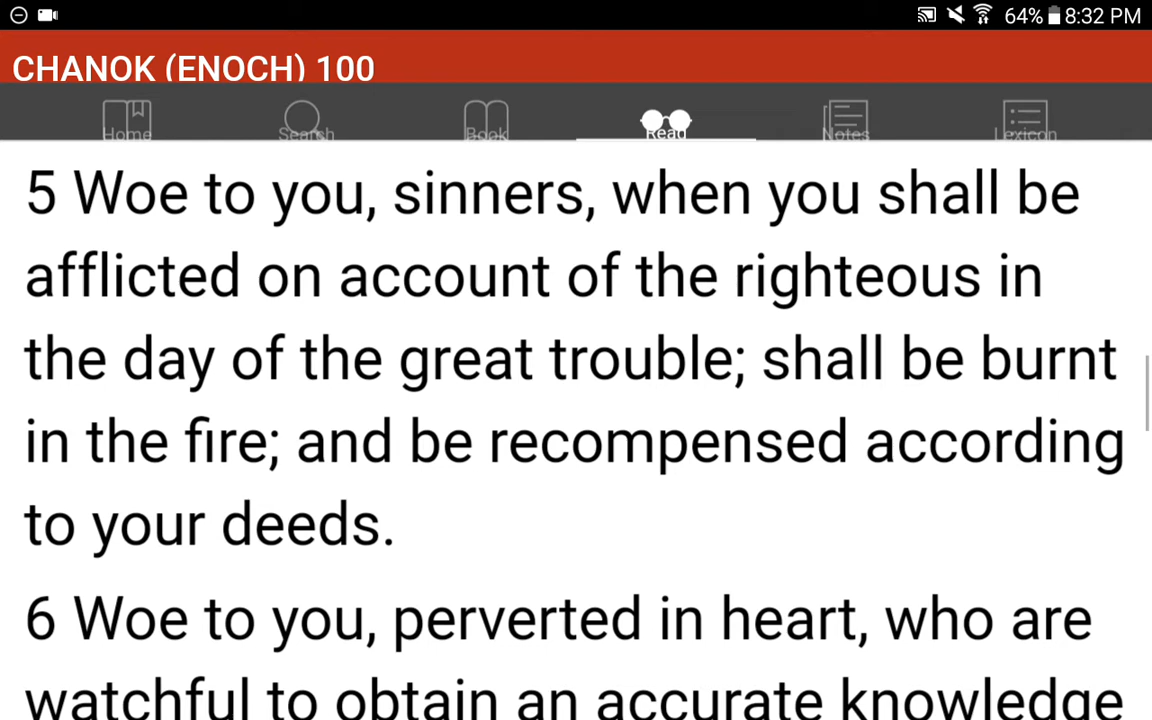 64% 8:32 PM
CHANOK (ENOCH) 100
Home Search Book Read Notes Lexicon
5 Woe to you, sinners, when you shall be
afflicted on account of the righteous in
the day of the great trouble; shall be burnt
in the fire; and be recompensed according
to your deeds.
6 Woe to you, perverted in heart, who are
watchful to obtain an accurate knowledge